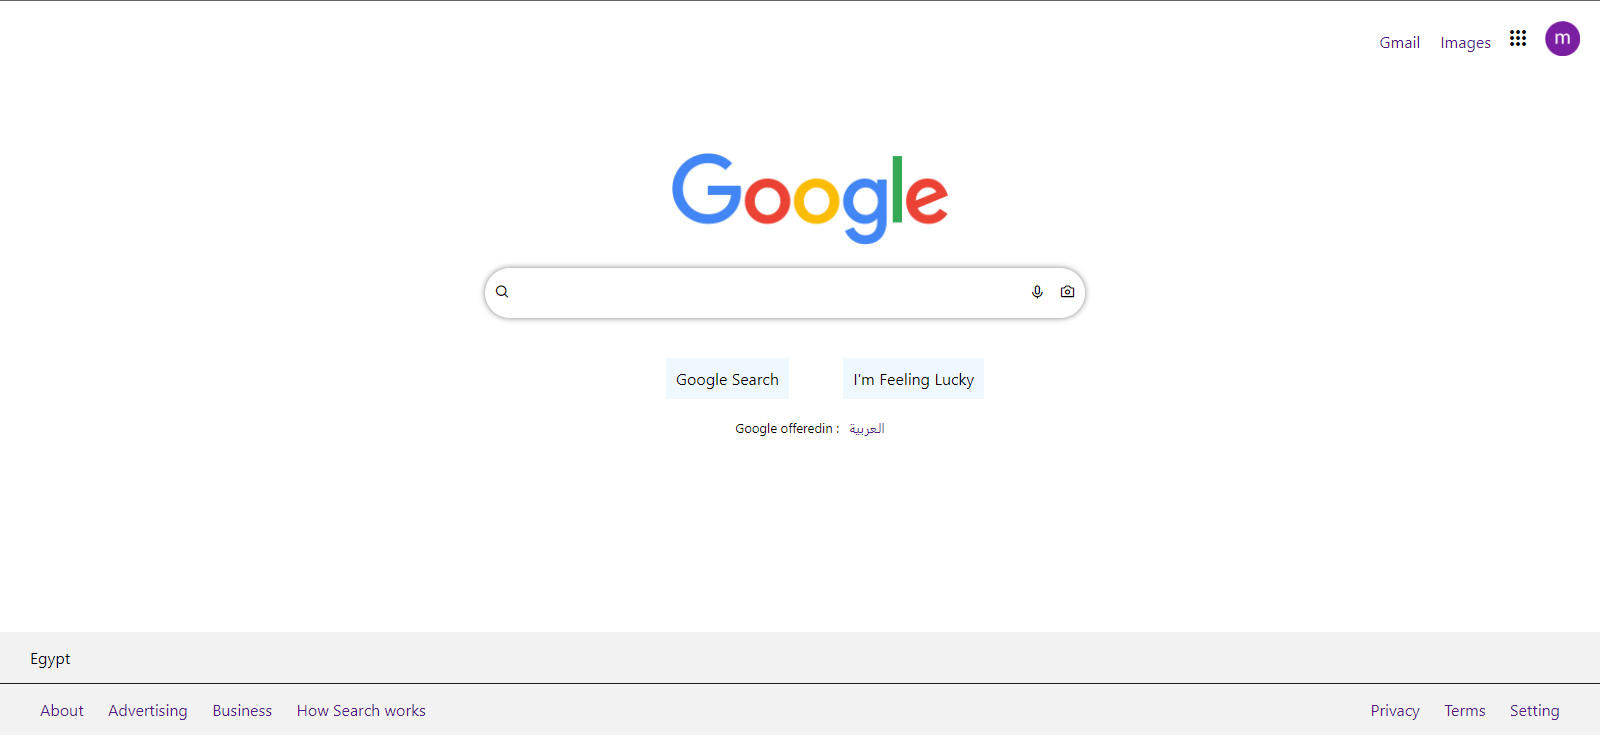 Gmail Images m
Google
Google Search I'm Feeling Lucky
Google offeredin : العربية
Egypt
About Advertising Business How Search works Privacy Terms Setting